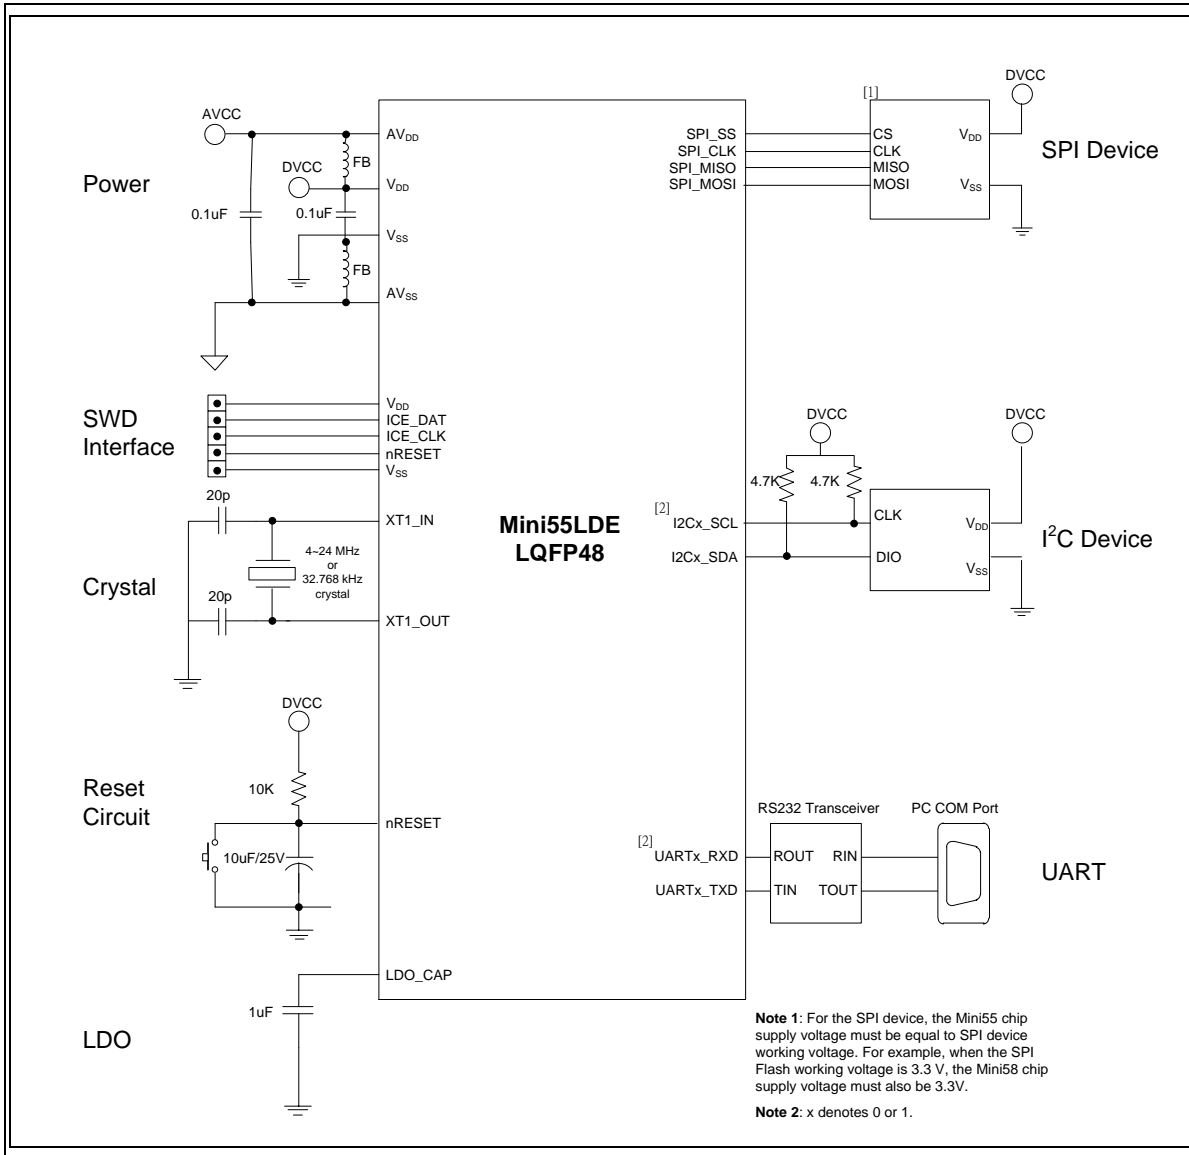 Power
AVCC
DVCC
0.1uF
0.1uF
FB
FB
AVDD
VDD
VSS
AVSS
SWD
Interface
VDD
ICE_DAT
ICE_CLK
nRESET
VSS
Crystal
20p
20p
4~24 MHz
or
32.768 kHz
crystal
XT1_IN
XT1_OUT
Reset
Circuit
DVCC
10K
10uF/25V
nRESET
LDO
1uF
LDO_CAP
Mini55LDE
LQFP48
SPI_SS
SPI_CLK
SPI_MISO
SPI_MOSI
[1]
CS
CLK
MISO
MOSI
VDD
VSS
DVCC
SPI Device
DVCC
4.7K
4.7K
[2]
I2Cx_SCL
I2Cx_SDA
CLK
DIO
VDD
VSS
DVCC
I2C Device
[2]
UARTx_RXD
UARTx_TXD
RS232 Transceiver
ROUT
RIN
TIN
TOUT
PC COM Port
UART
Note 1: For the SPI device, the Mini55 chip
supply voltage must be equal to SPI device
working voltage. For example, when the SPI
Flash working voltage is 3.3 V, the Mini58 chip
supply voltage must also be 3.3V.
Note 2: x denotes 0 or 1.